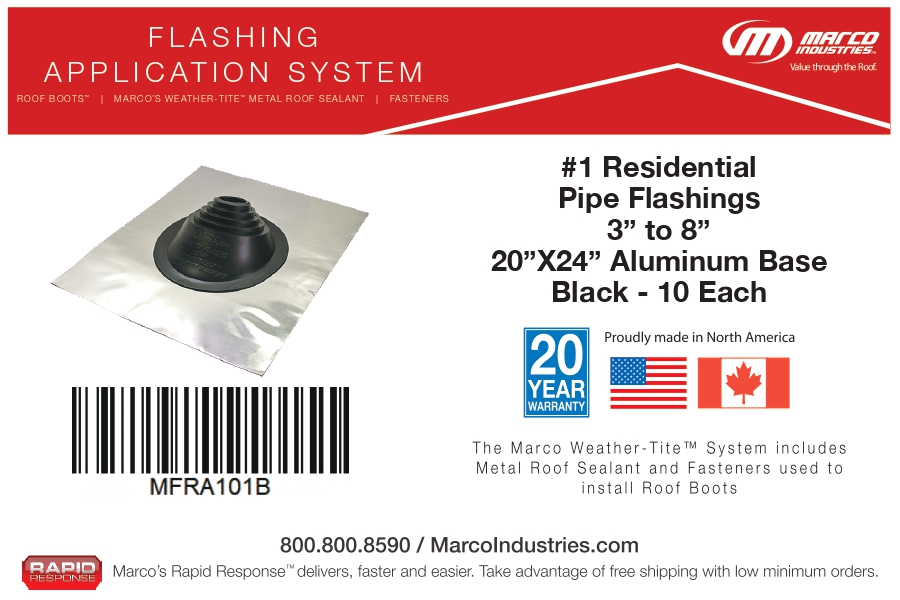 FLASHING
APPLICATION SYSTEM
ROOF BOOTS™ | MARCO'S WEATHER-TITE™ METAL ROOF SEALANT | FASTENERS
MARCO
INDUSTRIES™
Value through the Roof.
#1 Residential
Pipe Flashings
3” to 8”
20”X24” Aluminum Base
Black - 10 Each
20
YEAR
WARRANTY
Proudly made in North America
MFRA101B
The Marco Weather-Tite™ System includes
Metal Roof Sealant and Fasteners used to
install Roof Boots
800.800.8590 / MarcoIndustries.com
RAPID
RESPONSE
Marco's Rapid Response™ delivers, faster and easier. Take advantage of free shipping with low minimum orders.